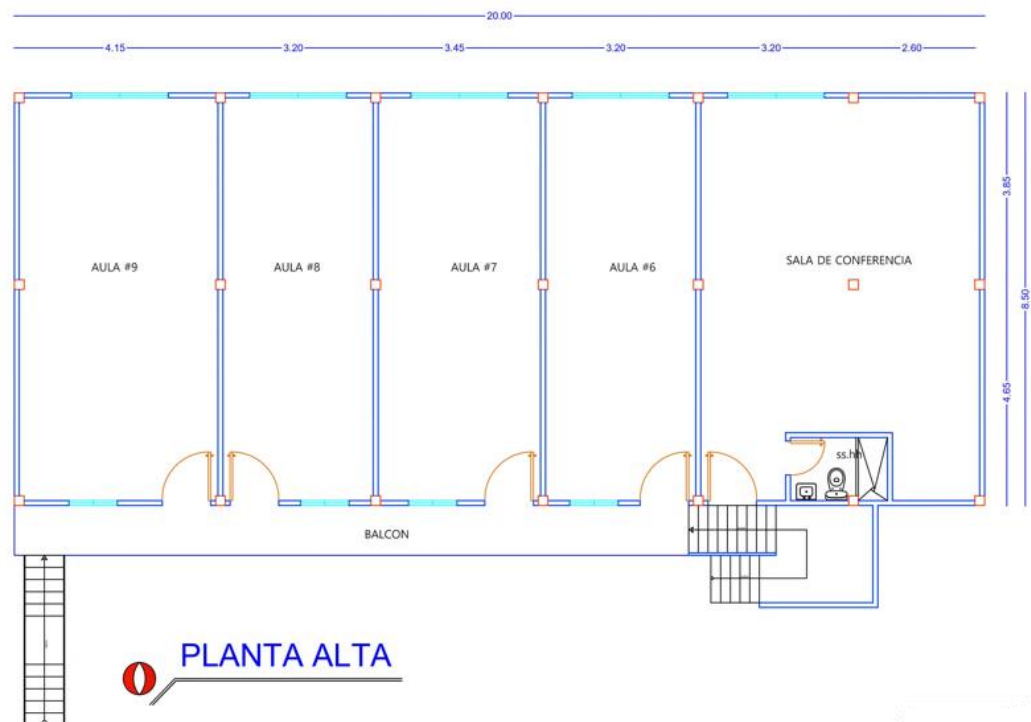 20.00
4.15 3.20 3.45 3.20 3.20 2.60
3.85
AULA #9 AULA #8 AULA #7 AULA #6 SALA DE CONFERENCIA
8.50
4.65
ss.hh
BALCON
PLANTA ALTA